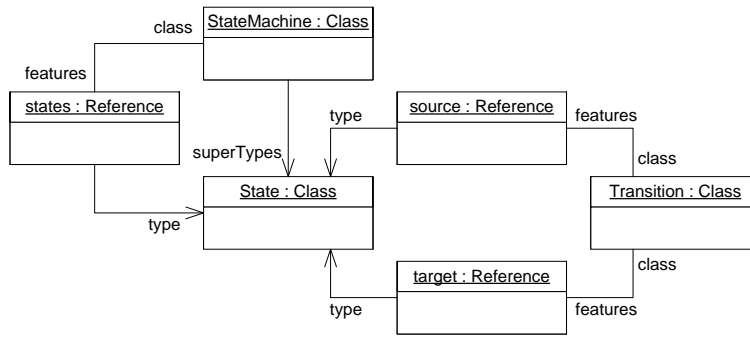 StateMachine : Class
class
features
states : Reference
source : Reference
type
features
superTypes
class
State : Class
Transition : Class
type
class
target : Reference
type
features